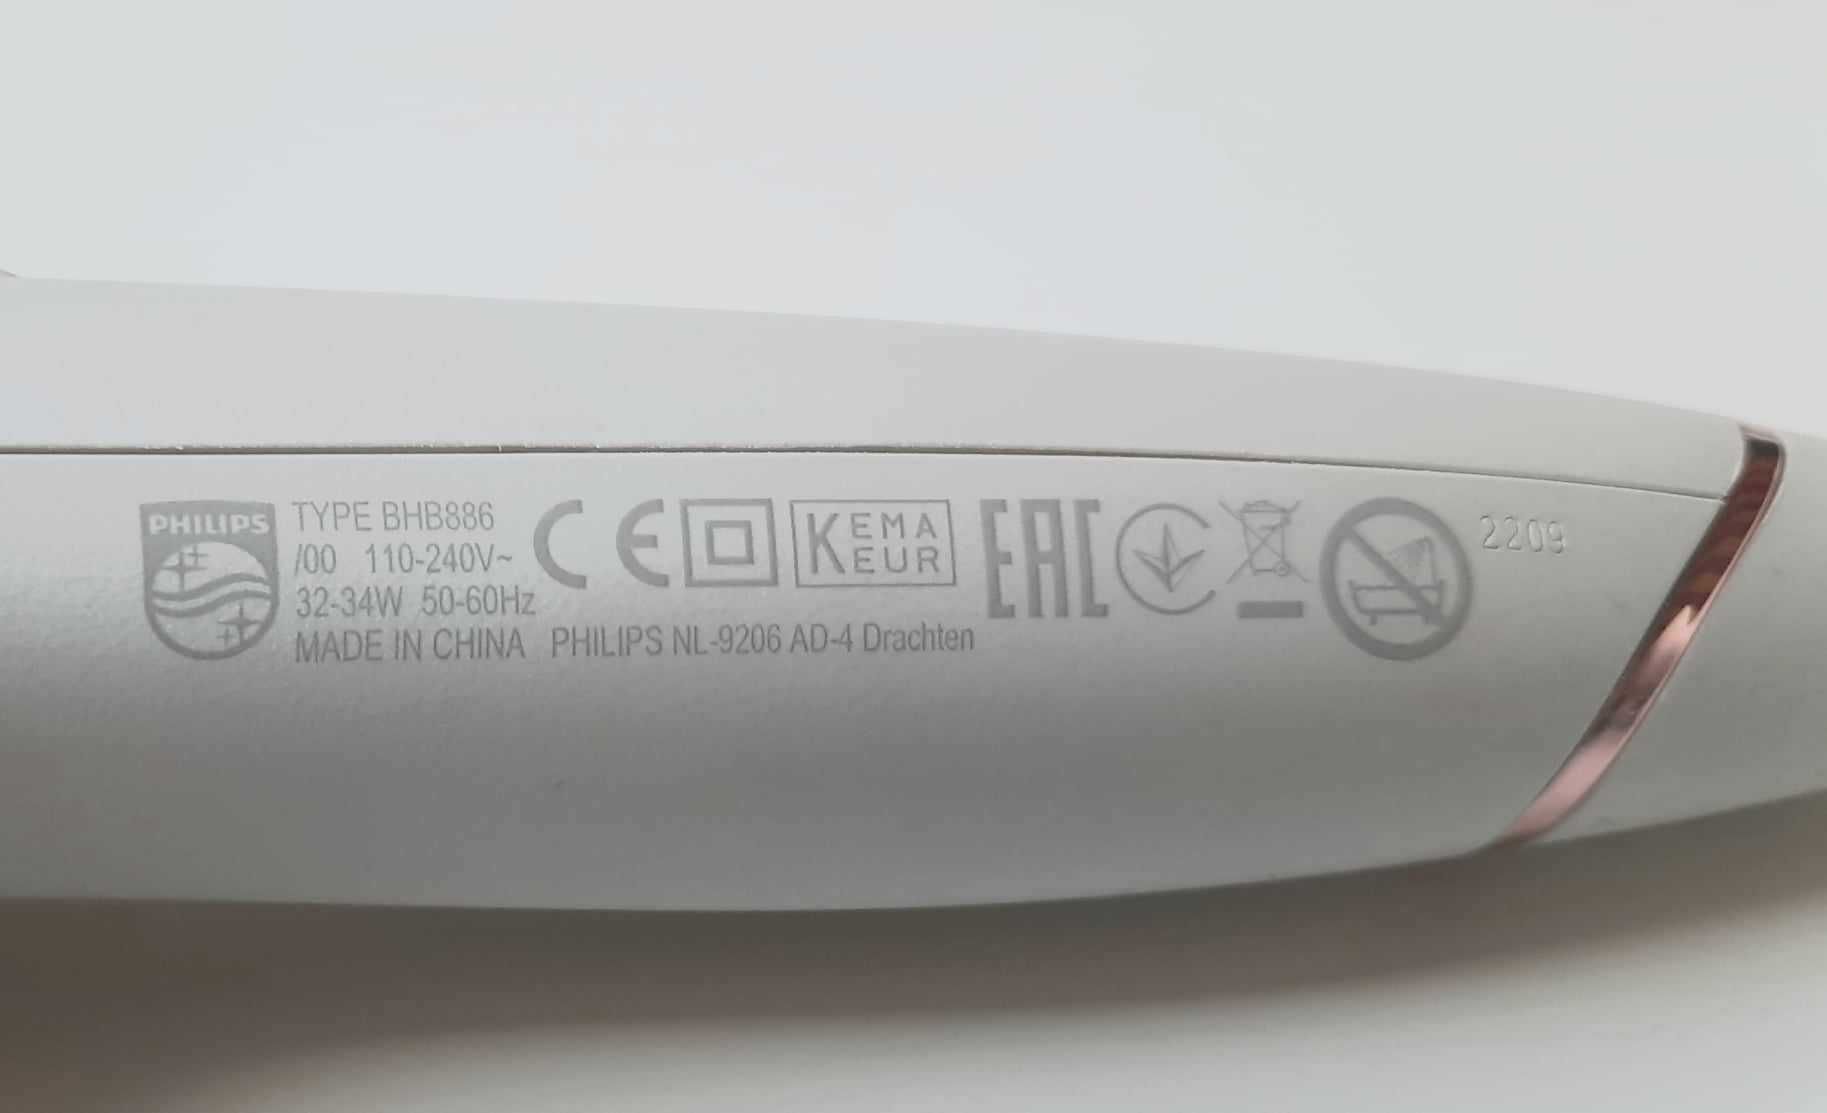 PHILIPS
TYPE BHB886
/00 110-240V~
32-34W 50-60Hz
MADE IN CHINA PHILIPS NL-9206 AD-4 Drachten
CE
KEMA
KEUR
EAC
2209